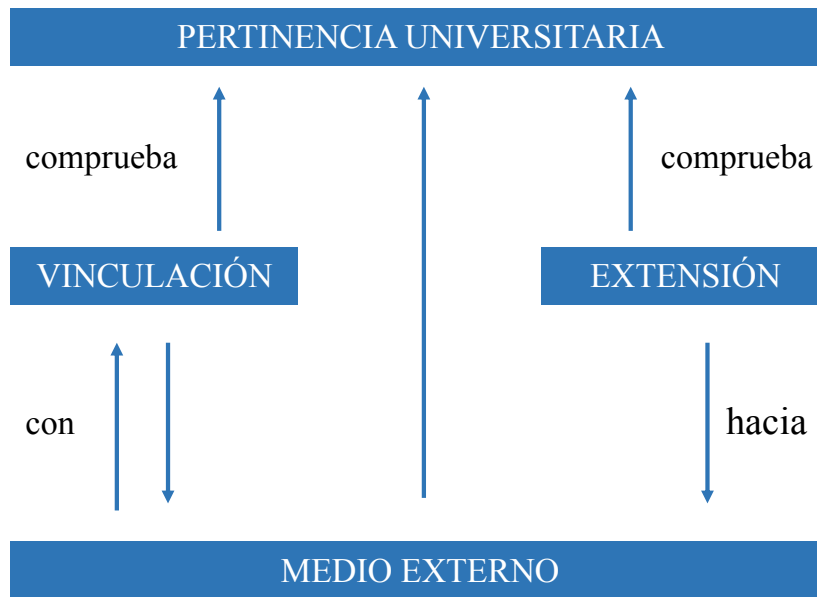 PERTINENCIA UNIVERSITARIA
comprueba
comprueba
VINCULACIÓN
EXTENSIÓN
con
hacia
MEDIO EXTERNO